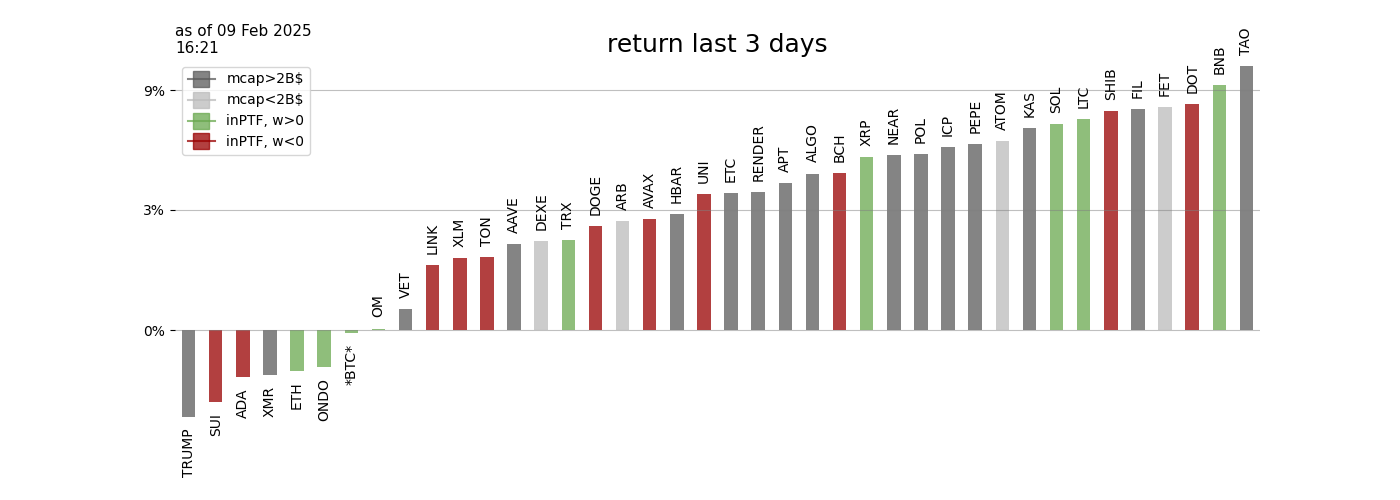 as of 09 Feb 2025
16:21
return last 3 days
mcap>2B$
mcap<2B$
inPTF, w>0
inPTF, w<0
9%
3%
0%
TRUMP
SUI
ADA
XMR
ETH
ONDO
*BTC*
OM
VET
LINK
XLM
TON
AAVE
DEXE
TRX
DOGE
ARB
AVAX
HBAR
UNI
ETC
RENDER
APT
ALGO
BCH
XRP
NEAR
POL
ICP
PEPE
ATOM
KAS
SOL
LTC
SHIB
FIL
FET
DOT
BNB
TAO